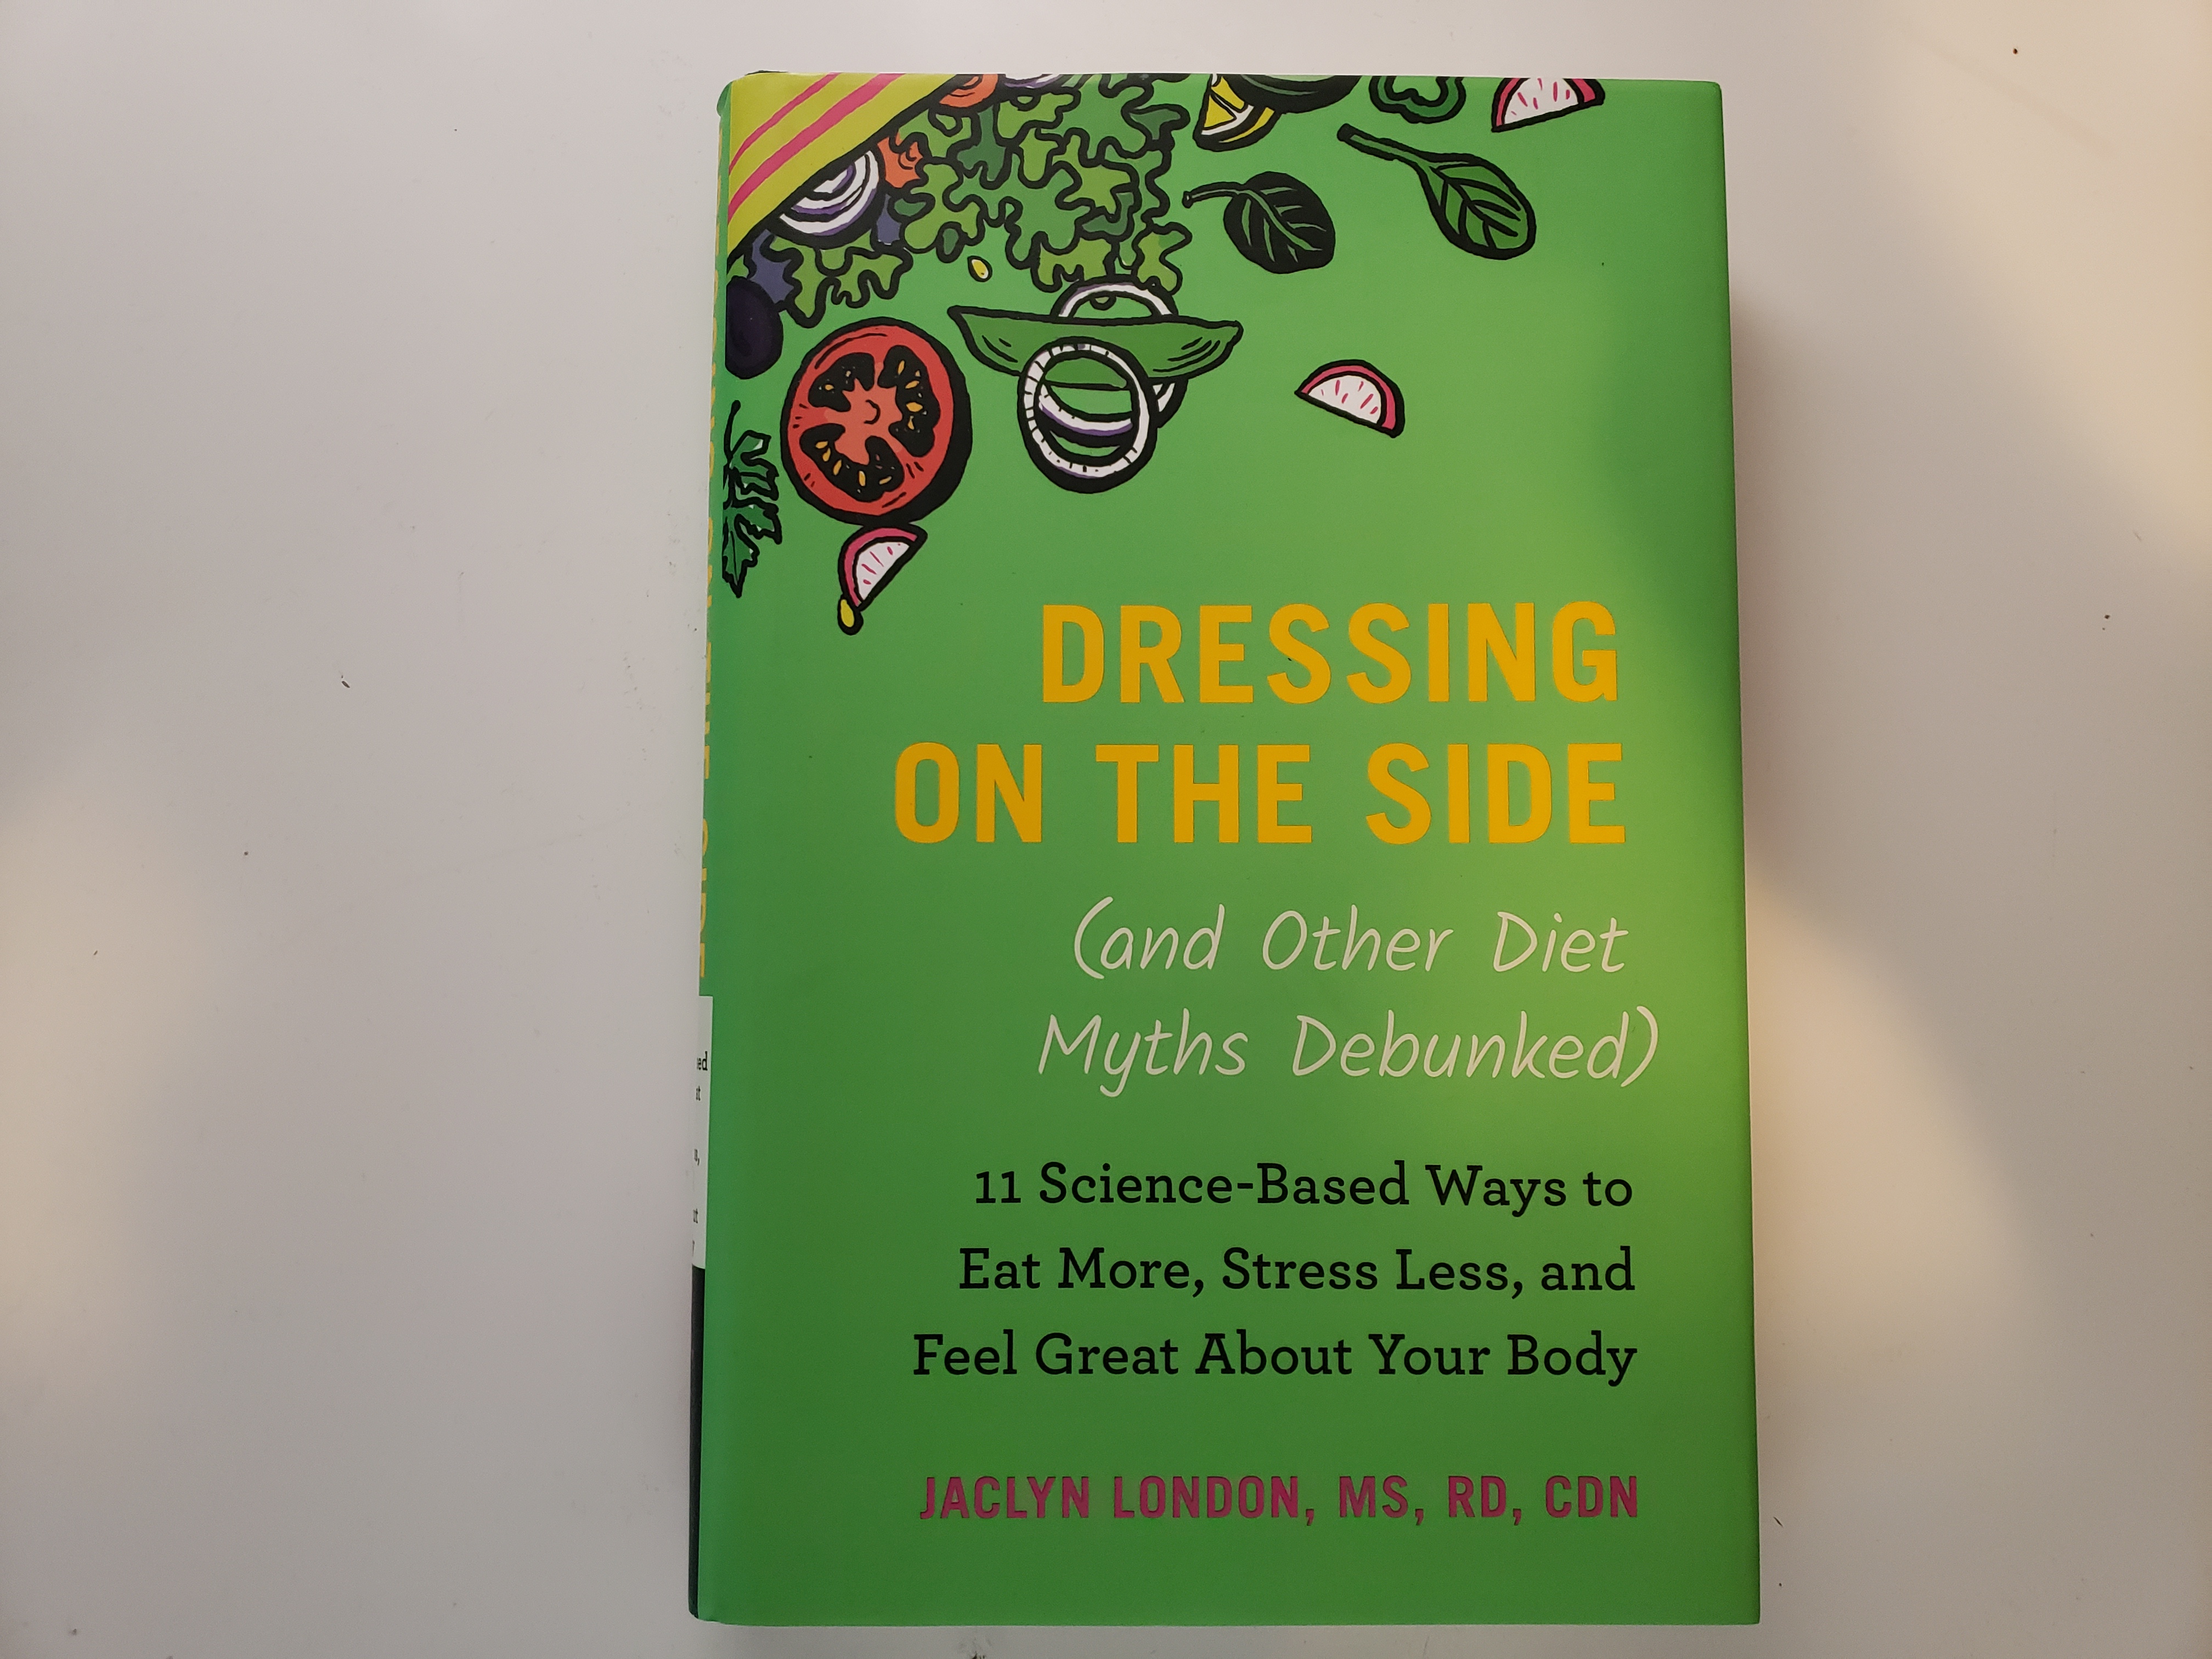 DRESSING
ON THE SIDE
(and Other Diet
Myths Debunked)
11 Science-Based Ways to
Eat More, Stress Less, and
Feel Great About Your Body
JACLYN LONDON, MS, RD, CDN